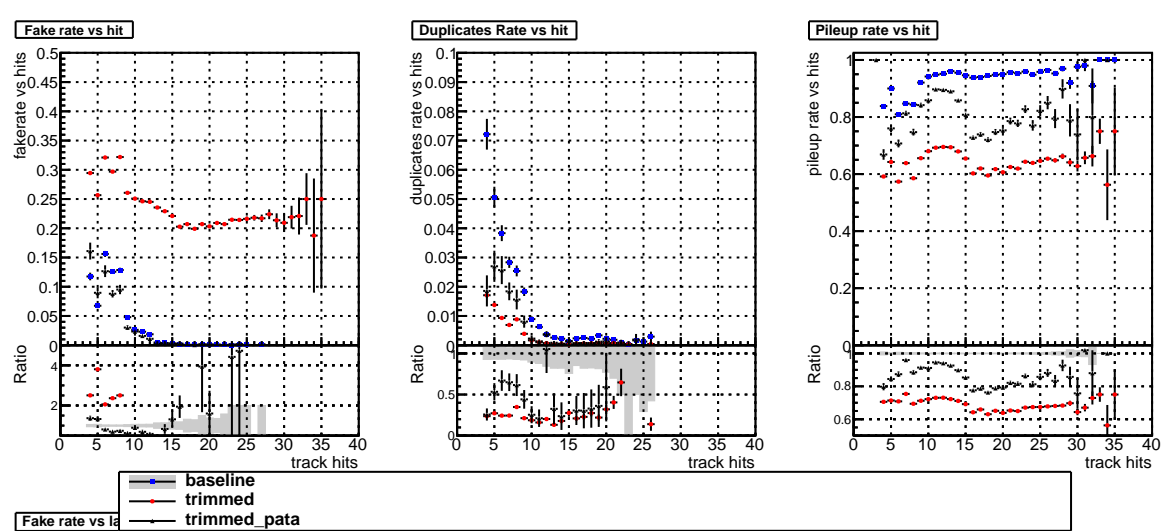 Fake rate vs hit
Duplicates Rate vs hit
Pileup rate vs hit
fakerate vs hits
0.5
0.45
0.4
0.35
0.3
0.25
0.2
0.15
0.1
0.05
0
duplicates rate vs hits
0.1
0.09
0.08
0.07
0.06
0.05
0.04
0.03
0.02
0.01
0
pileup rate vs hits
1
0.8
0.6
0.4
0.2
0
Ratio
4
2
0 5 10 15 20 25 30 35 40
track hits
Ratio
1
0.5
0
0 5 10 15 20 25 30 35 40
track hits
Ratio
1
0.8
0.6
0 5 10 15 20 25 30 35 40
track hits
baseline
trimmed
trimmed_pata
Fake rate vs la